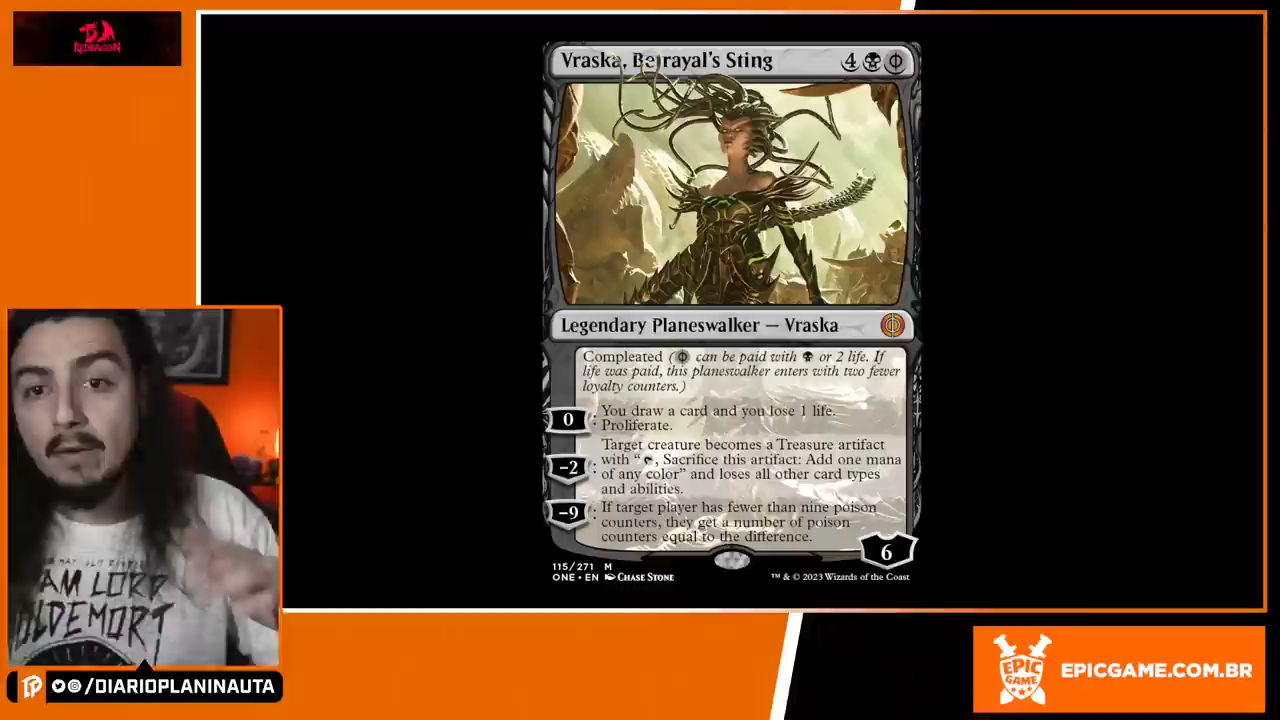 REDRAGON
Vraska, Betrayal's Sting
4
Legendary Planeswalker — Vraska
Compleated ( can be paid with or 2 life. If
life was paid, this planeswalker enters with two fewer
loyalty counters.)
0 : You draw a card and you lose 1 life.
Proliferate.
Target creature becomes a Treasure artifact
-2 : with “ , Sacrifice this artifact: Add one mana
of any color” and loses all other card types
and abilities.
-9 : If target player has fewer than nine poison
counters, they get a number of poison
counters equal to the difference.
6
115/271 M
ONE • EN CHASE STONE
™ & © 2023 Wizards of the Coast
AM LORD
OLDEMORT
/DIARIOPLANINAUTA
EPIC
GAME
EPICGAME.COM.BR